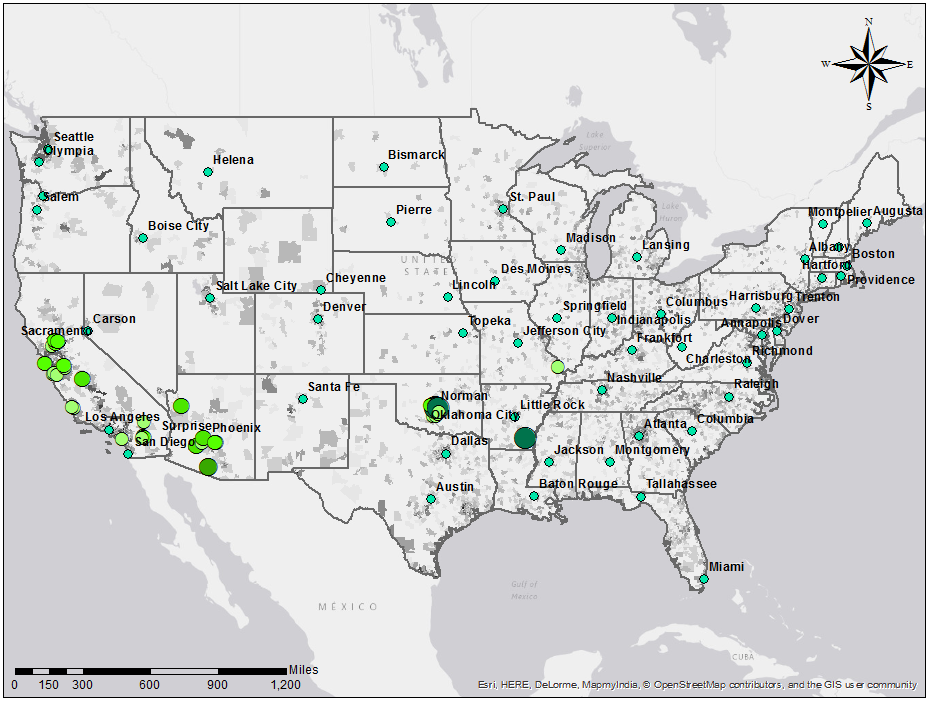 N
W E
S
Lake
Superior
Seattle
Olympia
Helena
Bismarck
Salem
St. Paul
Lake
Huron
Pierre
Montpelier Augusta
Boise City
Madison
Lansing
Albany
Boston
UNITED
STATE
Des Moines
Hartford
Cheyenne
Providence
Salt Lake City
Lincoln
Denver
Springfield
Columbus
Harrisburg
Trenton
Carson
Topeka
Indianapolis
Annapolis
Dover
Sacramento
Jefferson City
Frankfort
Charleston
Richmond
Santa Fe
Nashville
Raleigh
Norman
Little Rock
Los Angeles
Oklahoma City
Columbia
Surprise
Phoenix
Atlanta
San Diego
Dallas
Jackson
Montgomery
Austin
Baton Rouge
Tallahassee
Miami
Gulf of
Mexico
MÉXICO
CUBA
Miles
0 150 300 600 900 1,200
Esri, HERE, DeLorme, MapmyIndia, © OpenStreetMap contributors, and the GIS user community